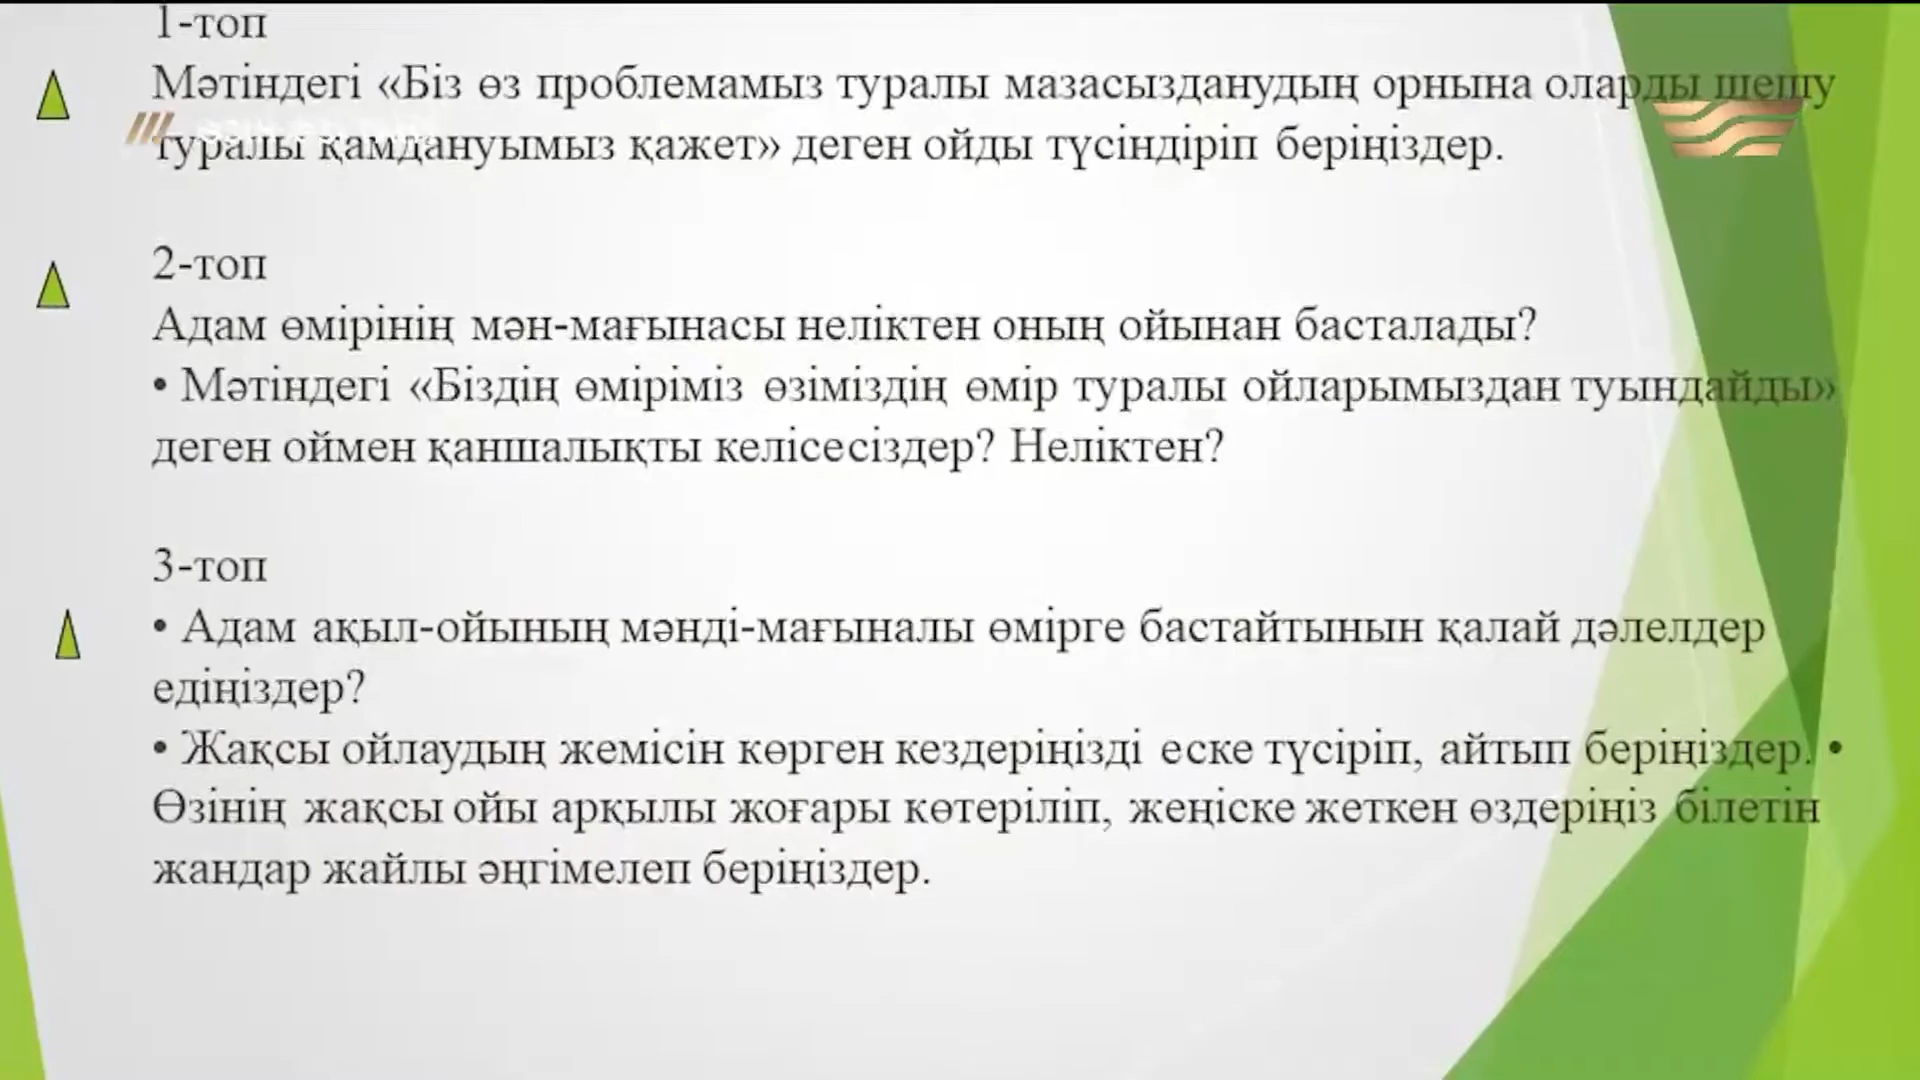 1-топ
Мәтіндегі «Біз өз проблемамыз туралы мазасызданудың орнына оларды шешу
туралы қамдануымыз қажет» деген ойды түсіндіріп беріңіздер.
2-топ
Адам өмірінің мән-мағынасы неліктен оның ойынан басталады?
• Мәтіндегі «Біздің өміріміз өзіміздің өмір туралы ойларымыздан туындайды»
деген оймен қаншалықты келісесіздер? Неліктен?
3-топ
• Адам ақыл-ойының мәнді-мағыналы өмірге бастайтынын қалай дәлелдер
едіңіздер?
• Жақсы ойлаудың жемісін көрген кездеріңізді еске түсіріп, айтып беріңіздер. •
Өзінің жақсы ойы арқылы жоғары көтеріліп, жеңіске жеткен өздеріңіз білетін
жандар жайлы әңгімелеп беріңіздер.